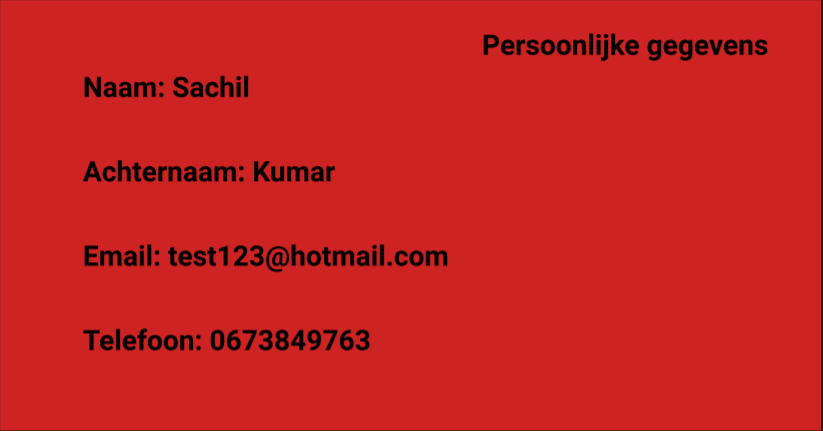 Persoonlijke gegevens
Naam: Sachil
Achternaam: Kumar
Email: test123@hotmail.com
Telefoon: 0673849763